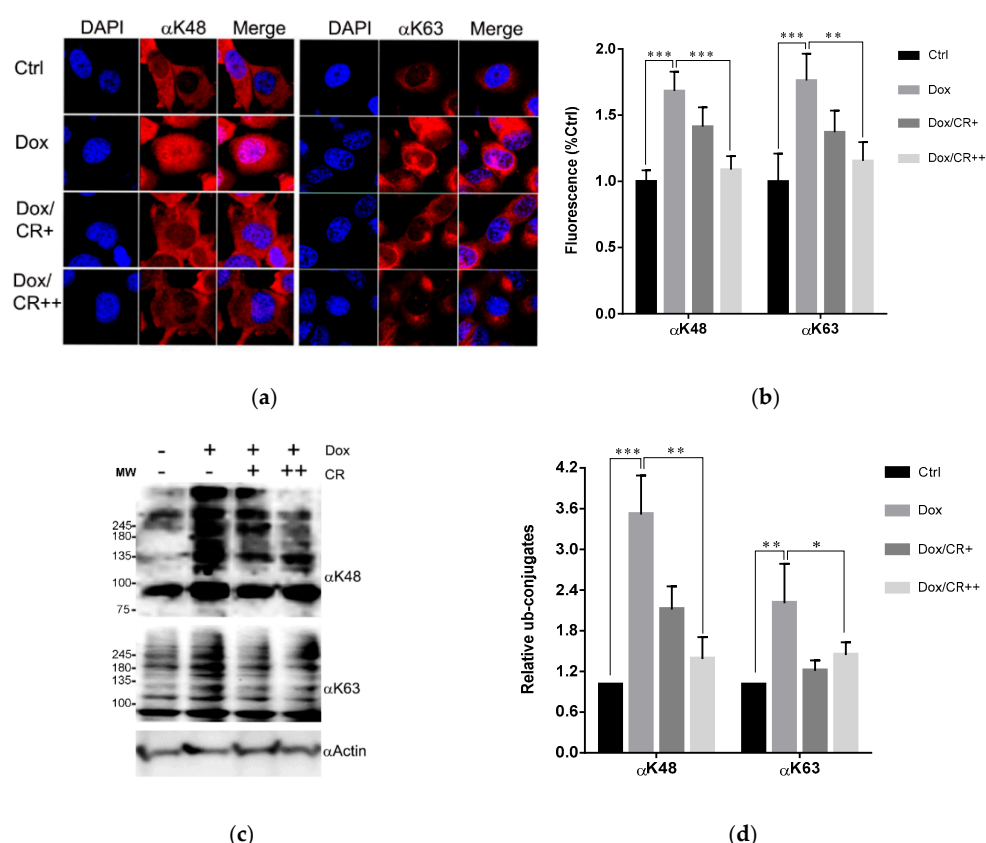 DAPI αK48 Merge DAPI αK63 Merge
Ctrl
Dox
Dox/
CR+
Dox/
CR++
(a)
Fluorescence (%Ctrl)
2.0
1.5
1.0
0.5
0.0
*** *** *** **
αK48 αK63
Ctrl
Dox
Dox/CR+
Dox/CR++
(b)
- + + + Dox
MW - - + ++ CR
245
180
135
100
75
αK48
245
180
135
100
αK63
αActin
(c)
Relative ub-conjugates
4.2
3.6
3.0
2.4
1.8
1.2
0.6
0.0
*** ** ** *
αK48 αK63
Ctrl
Dox
Dox/CR+
Dox/CR++
(d)